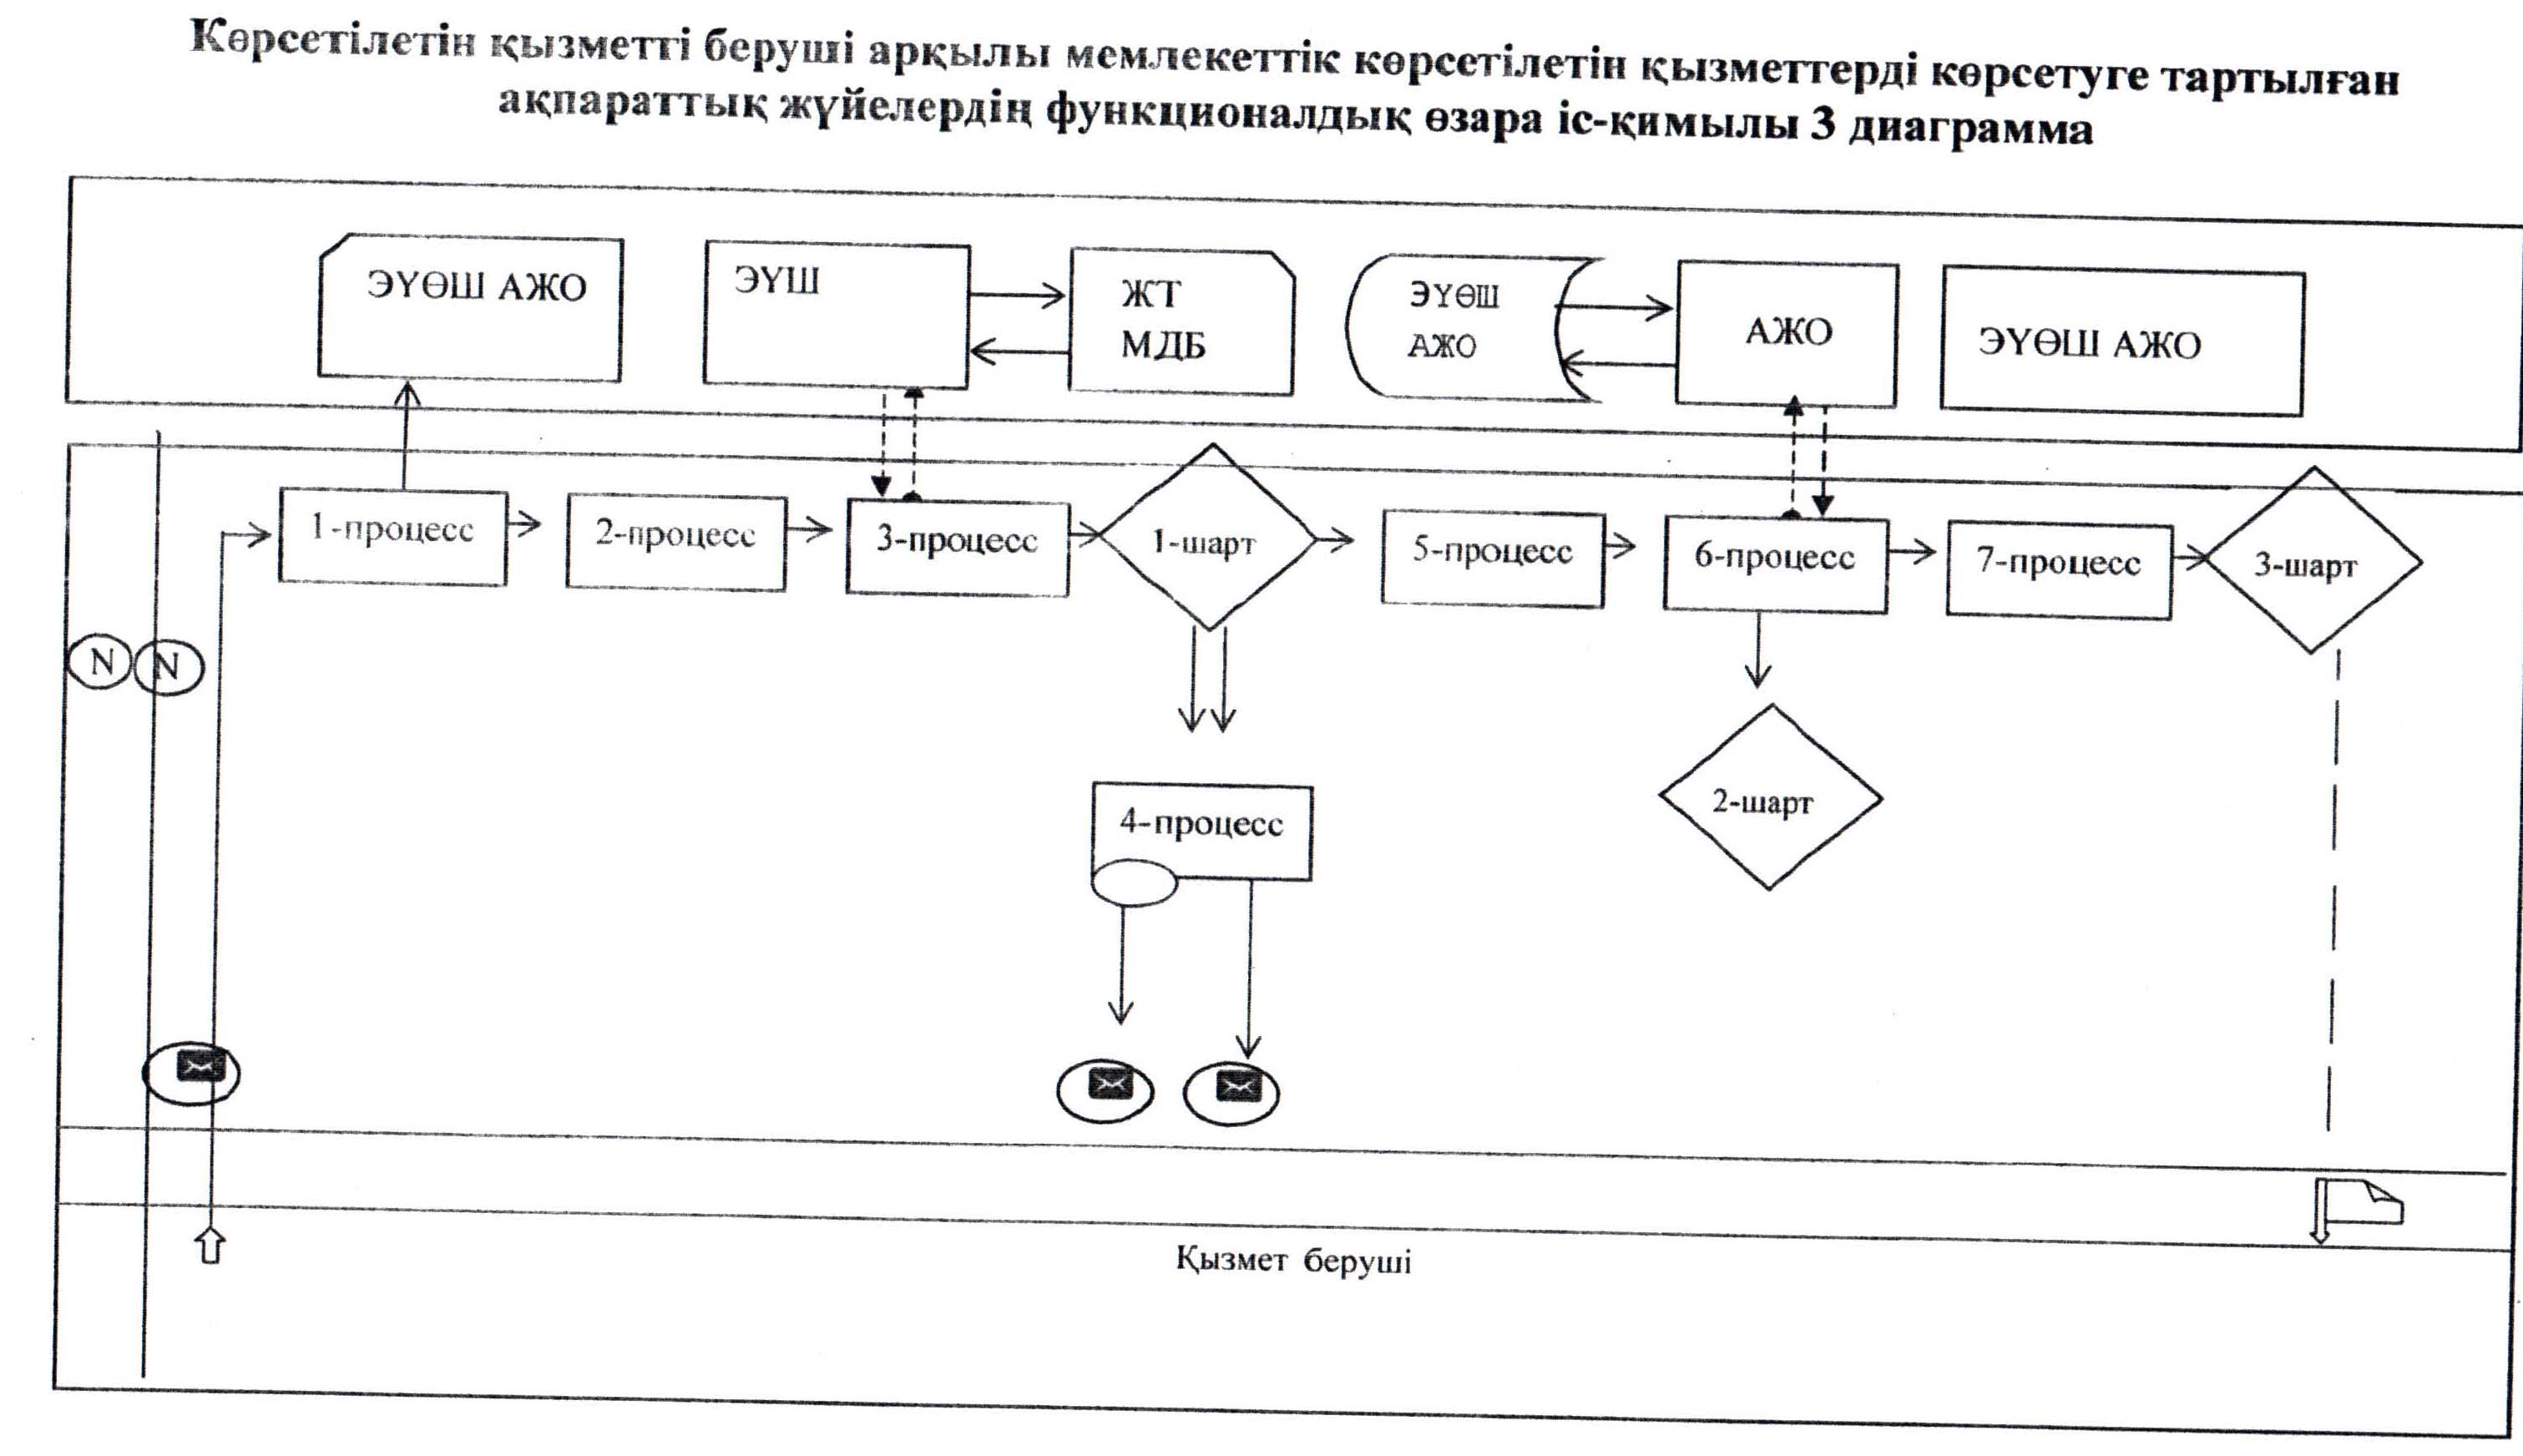 Көрсетілетін қызметті беруші арқылы мемлекеттік көрсетілетін қызметтерді көрсетуге тартылған
ақпараттық жүйелердің функционалдық өзара іс-қимылы 3 диаграмма
ЭҮӨШ АЖО
ЭҮШ
ЖТ
МДБ
ЭҮӨШ
АЖО
АЖО
ЭҮӨШ АЖО
1-процесс
2-процесс
3-процесс
1-шарт
5-процесс
6-процесс
7-процесс
3-шарт
N
N
4-процесс
2-шарт
Қызмет беруші